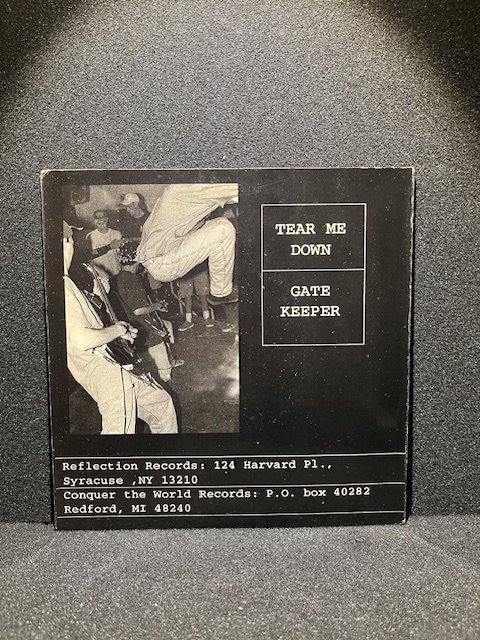 TEAR ME
DOWN
GATE
KEEPER
Reflection Records: 124 Harvard Pl.,
Syracuse ,NY 13210
Conquer the World Records: P.O. box 40282
Redford, MI 48240